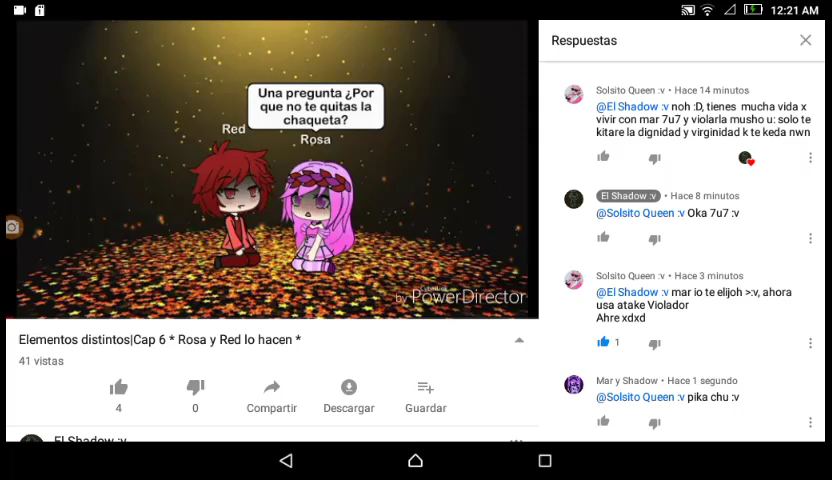 12:21 AM
Una pregunta ¿Por
que no te quitas la
chaqueta?
Red
Rosa
by PowerDirector
Elementos distintos|Cap 6 * Rosa y Red lo hacen *
41 vistas
4
0
Compartir
Descargar
Guardar
El Shadow :v
Respuestas
Solsito Queen :v • Hace 14 minutos
@El Shadow :v noh :D, tienes mucha vida x
vivir con mar 7u7 y violarla musho u: solo te
kitare la dignidad y virginidad k te keda nwn
El Shadow :v • Hace 8 minutos
@Solsito Queen :v Oka 7u7 :v
Solsito Queen :v • Hace 3 minutos
@El Shadow :v mar io te elijoh >:v, ahora
usa atake Violador
Ahre xdxd
1
Mar y Shadow • Hace 1 segundo
@Solsito Queen :v pika chu :v